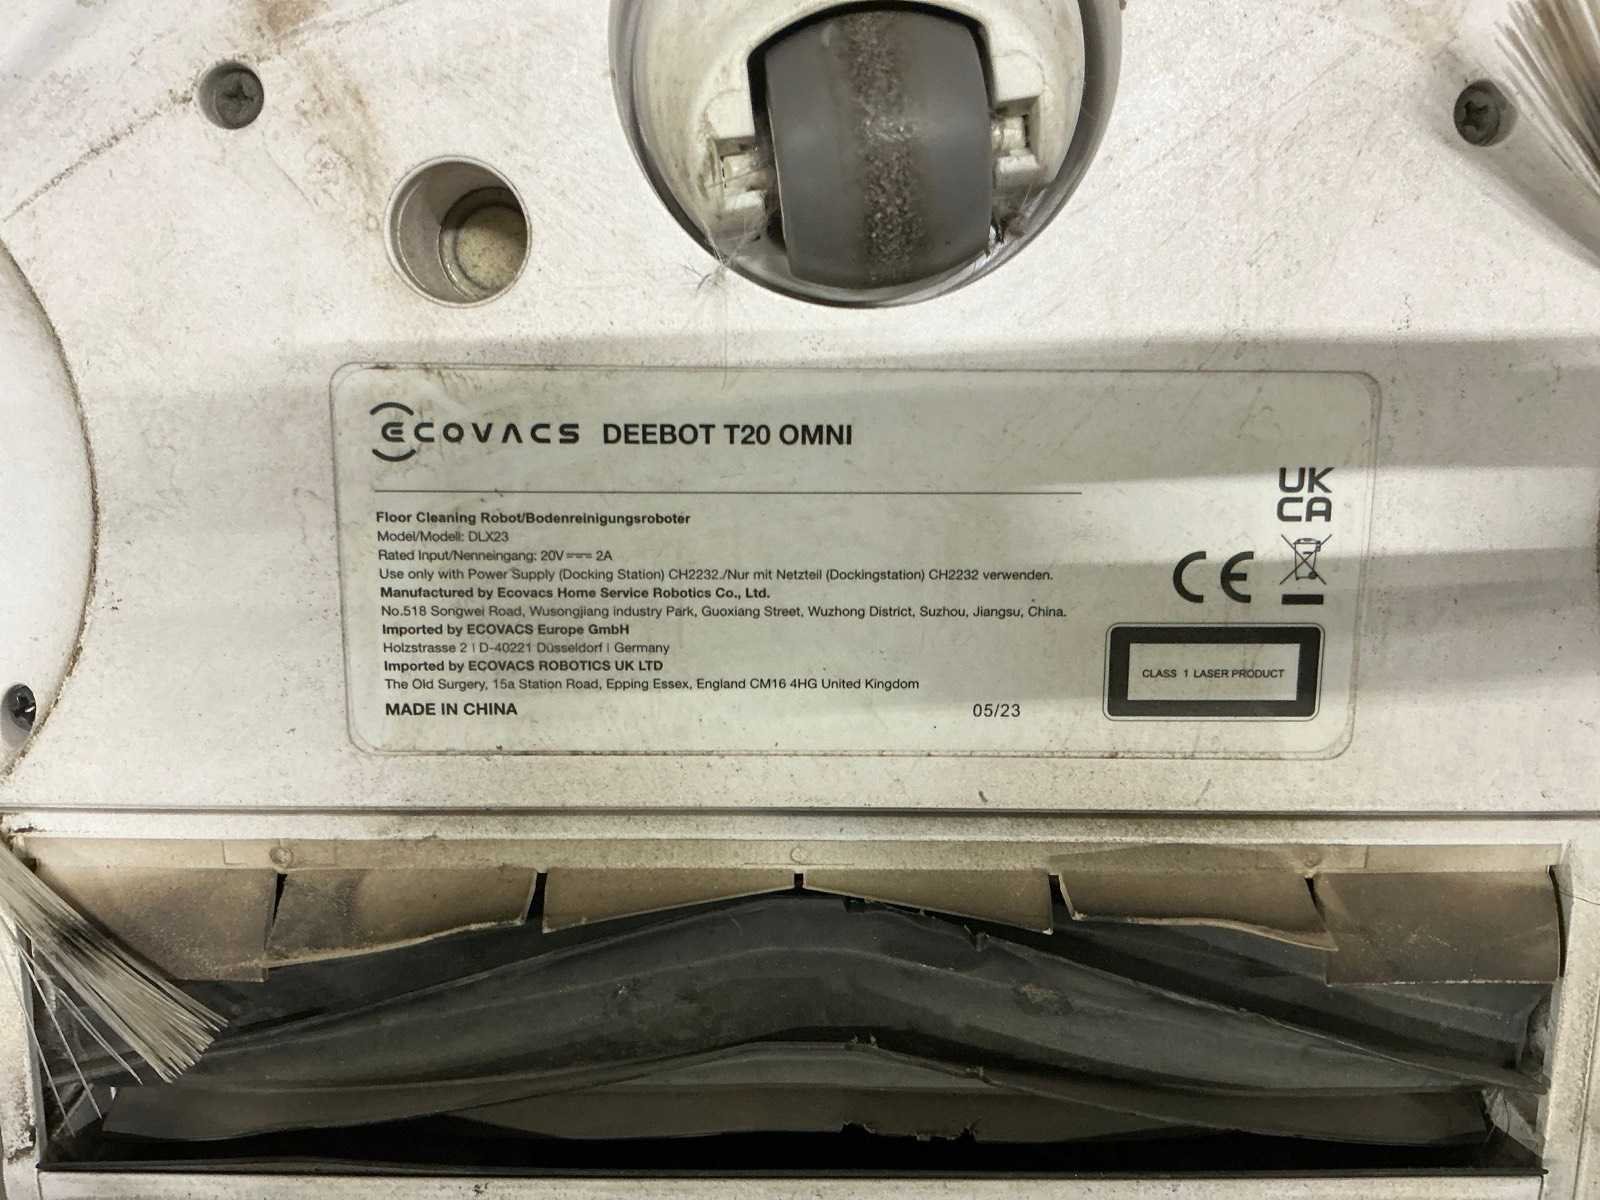 ECOVACS DEEBOT T20 OMNI
Floor Cleaning Robot/Bodenreinigungsroboter
Model/Modell: DLX23
Rated Input/Nenneingang: 20V⎓2A
Use only with Power Supply (Docking Station) CH2232./Nur mit Netzteil (Dockingstation) CH2232 verwenden.
Manufactured by Ecovacs Home Service Robotics Co., Ltd.
No.518 Songwei Road, Wusongjiang Industry Park, Guoxiang Street, Wuzhong District, Suzhou, Jiangsu, China.
Imported by ECOVACS Europe GmbH
Holzstrasse 2 I D-40221 Düsseldorf I Germany
Imported by ECOVACS ROBOTICS UK LTD
The Old Surgery, 15a Station Road, Epping Essex, England CM16 4HG United Kingdom
MADE IN CHINA 05/23
UK
CA
CE
CLASS 1 LASER PRODUCT